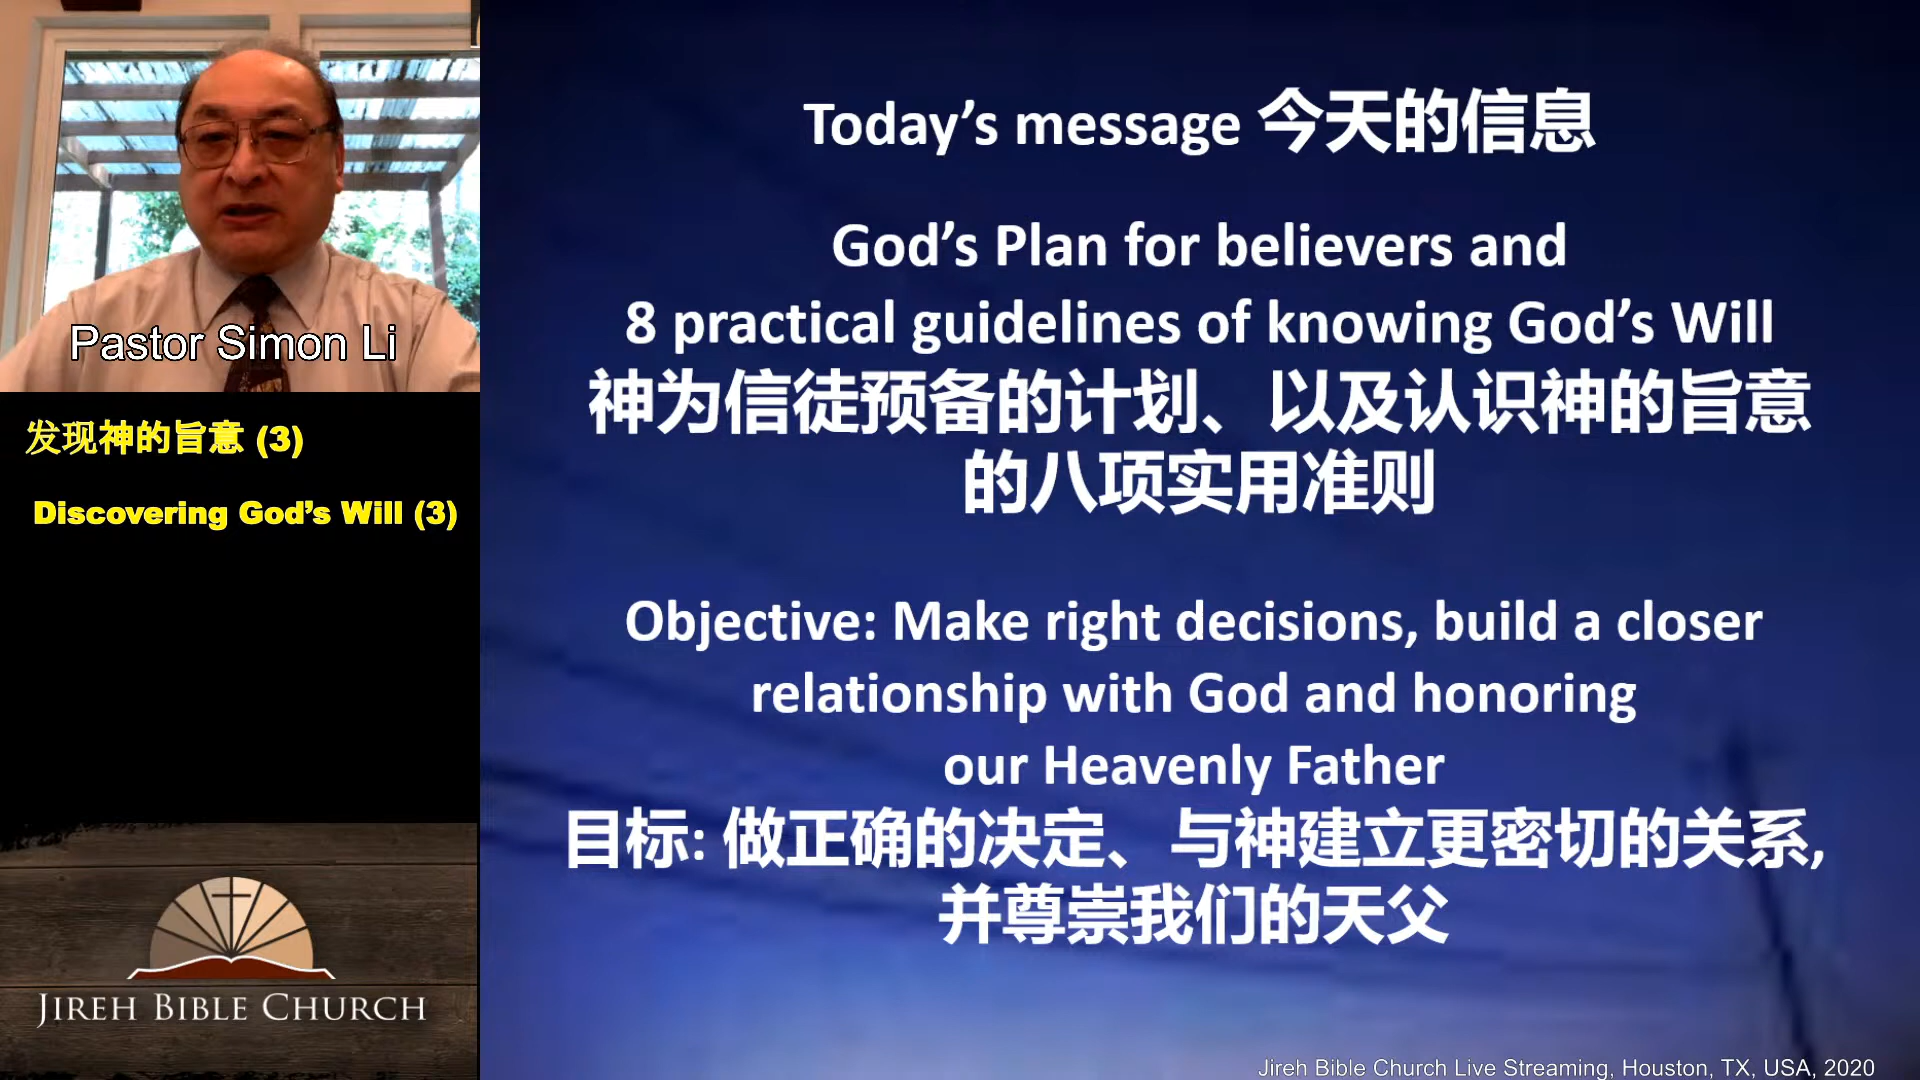 Pastor Simon Li
发现神的旨意 (3)
Discovering God’s Will (3)
JIREH BIBLE CHURCH
Today’s message 今天的信息
God’s Plan for believers and
8 practical guidelines of knowing God’s Will
神为信徒预备的计划、以及认识神的旨意
的八项实用准则
Objective: Make right decisions, build a closer
relationship with God and honoring
our Heavenly Father
目标: 做正确的决定、与神建立更密切的关系,
并尊崇我们的天父
Jireh Bible Church Live Streaming, Houston, TX, USA, 2020